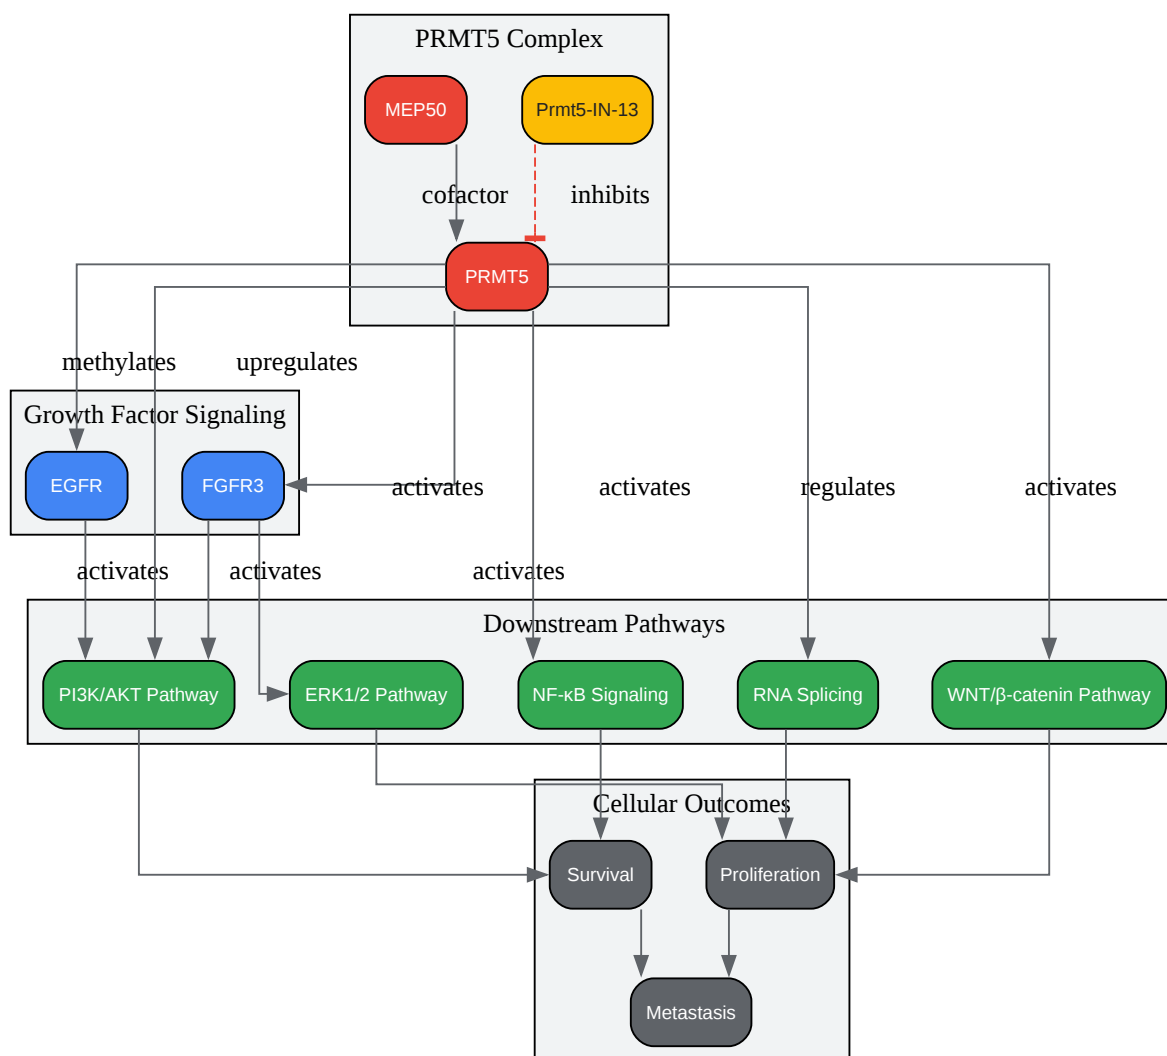 PRMT5 Complex
MEP50
Prmt5-IN-13
cofactor
inhibits
PRMT5
methylates
upregulates
Growth Factor Signaling
EGFR
FGFR3
activates
activates
regulates
activates
activates
activates
activates
Downstream Pathways
PI3K/AKT Pathway
ERK1/2 Pathway
NF-κB Signaling
RNA Splicing
WNT/β-catenin Pathway
Cellular Outcomes
Survival
Proliferation
Metastasis